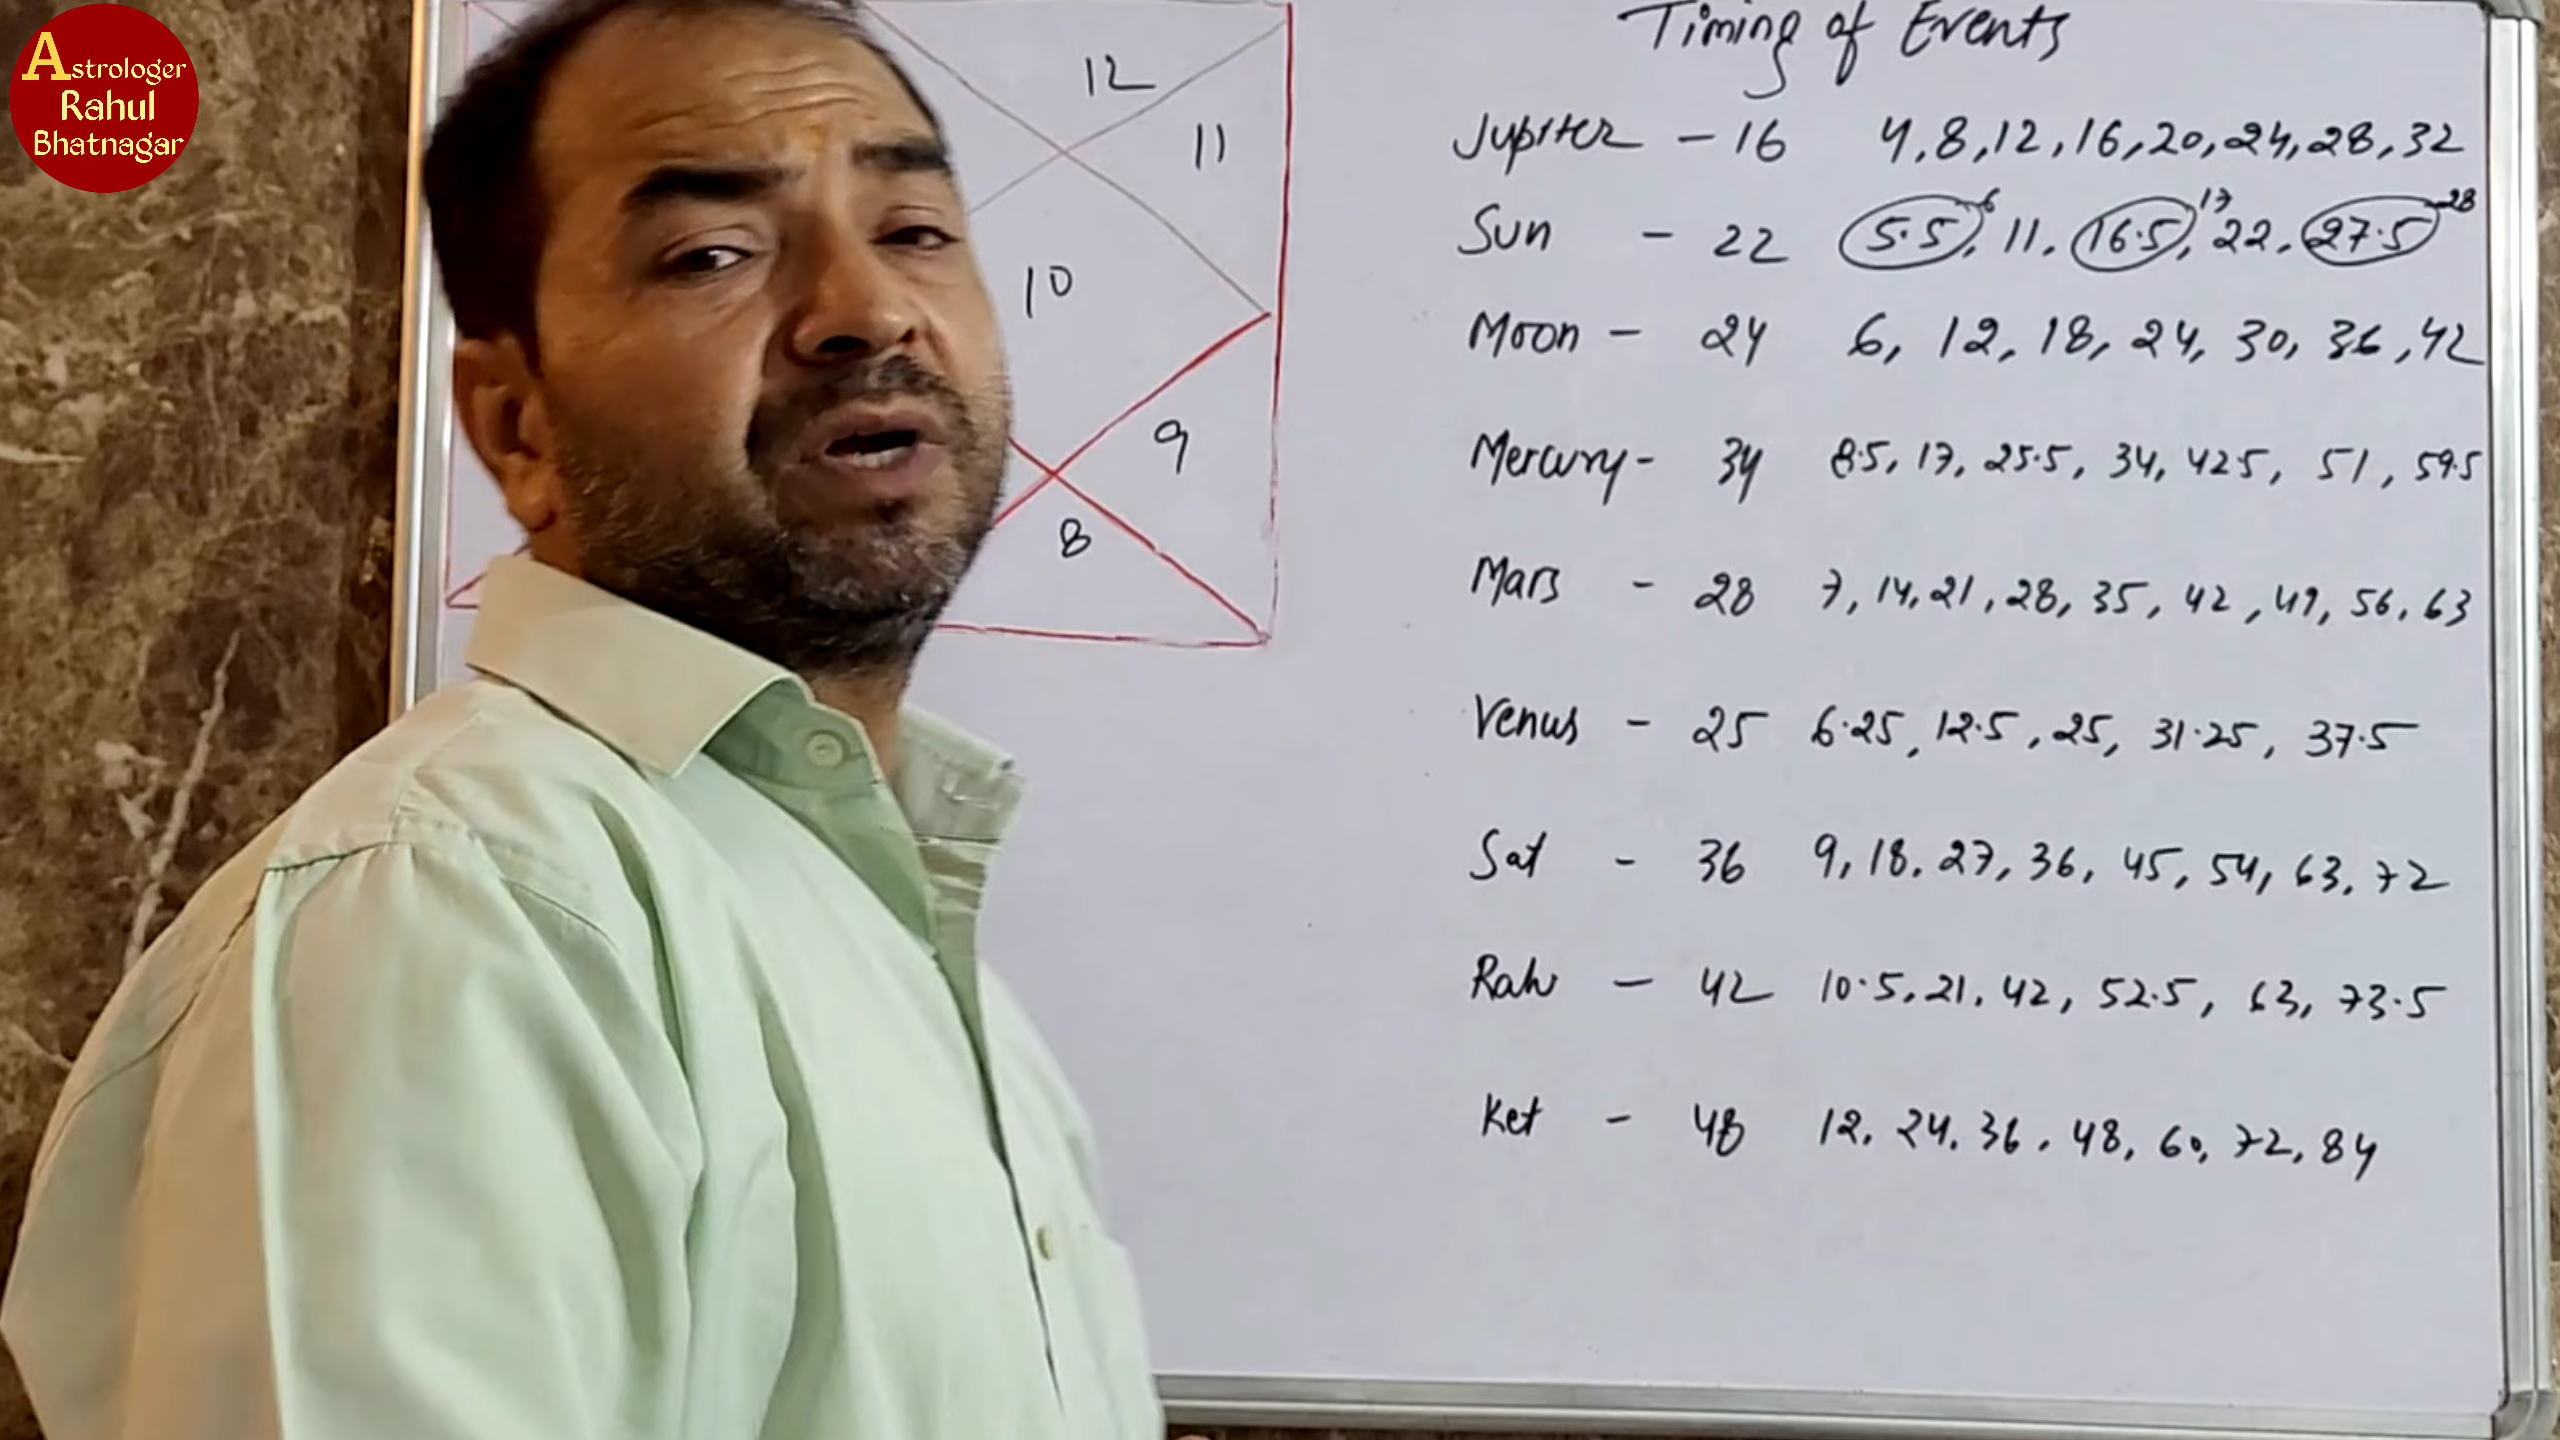 Astrologer
Rahul
Bhatnagar
12
11
10
9
8
Timing of Events
Jupiter - 16 4, 8, 12, 16, 20, 24, 28, 32
Sun - 22 5.5, 6 11, 16.5, 17 22, 27.5 28
Moon - 24 6, 12, 18, 24, 30, 36, 42
Mercury - 34 8.5, 17, 25.5, 34, 42.5, 51, 59.5
Mars - 28 7, 14, 21, 28, 35, 42, 49, 56, 63
Venus - 25 6.25, 12.5, 25, 31.25, 37.5
Sat - 36 9, 18, 27, 36, 45, 54, 63, 72
Rahu - 42 10.5, 21, 42, 52.5, 63, 73.5
Ket - 48 12, 24, 36, 48, 60, 72, 84